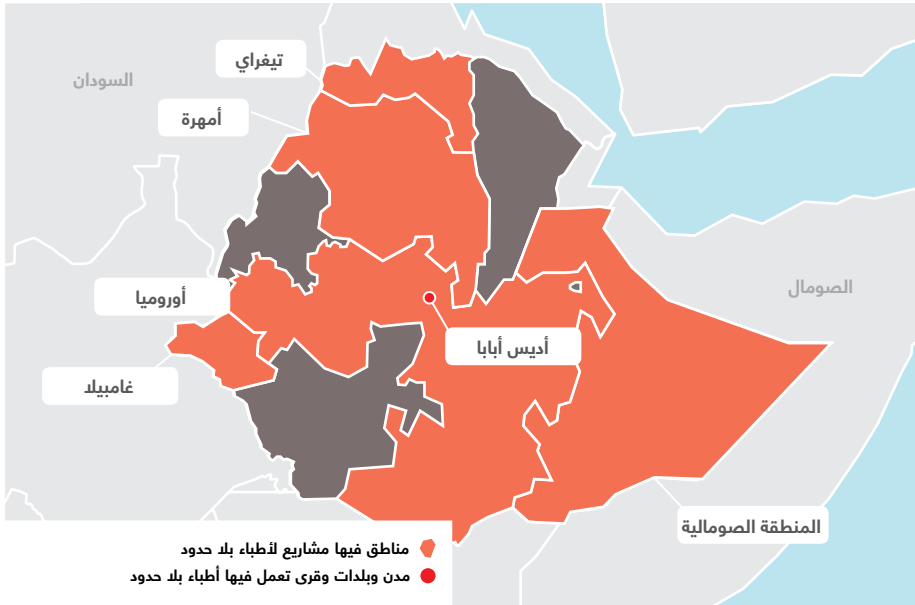 تيغراي
السودان
أمهرة
الصومال
أوروميا
أديس أبابا
غامبيلا
المنطقة الصومالية
مناطق فيها مشاريع لأطباء بلا حدود
مدن وبلدات وقرى تعمل فيها أطباء بلا حدود